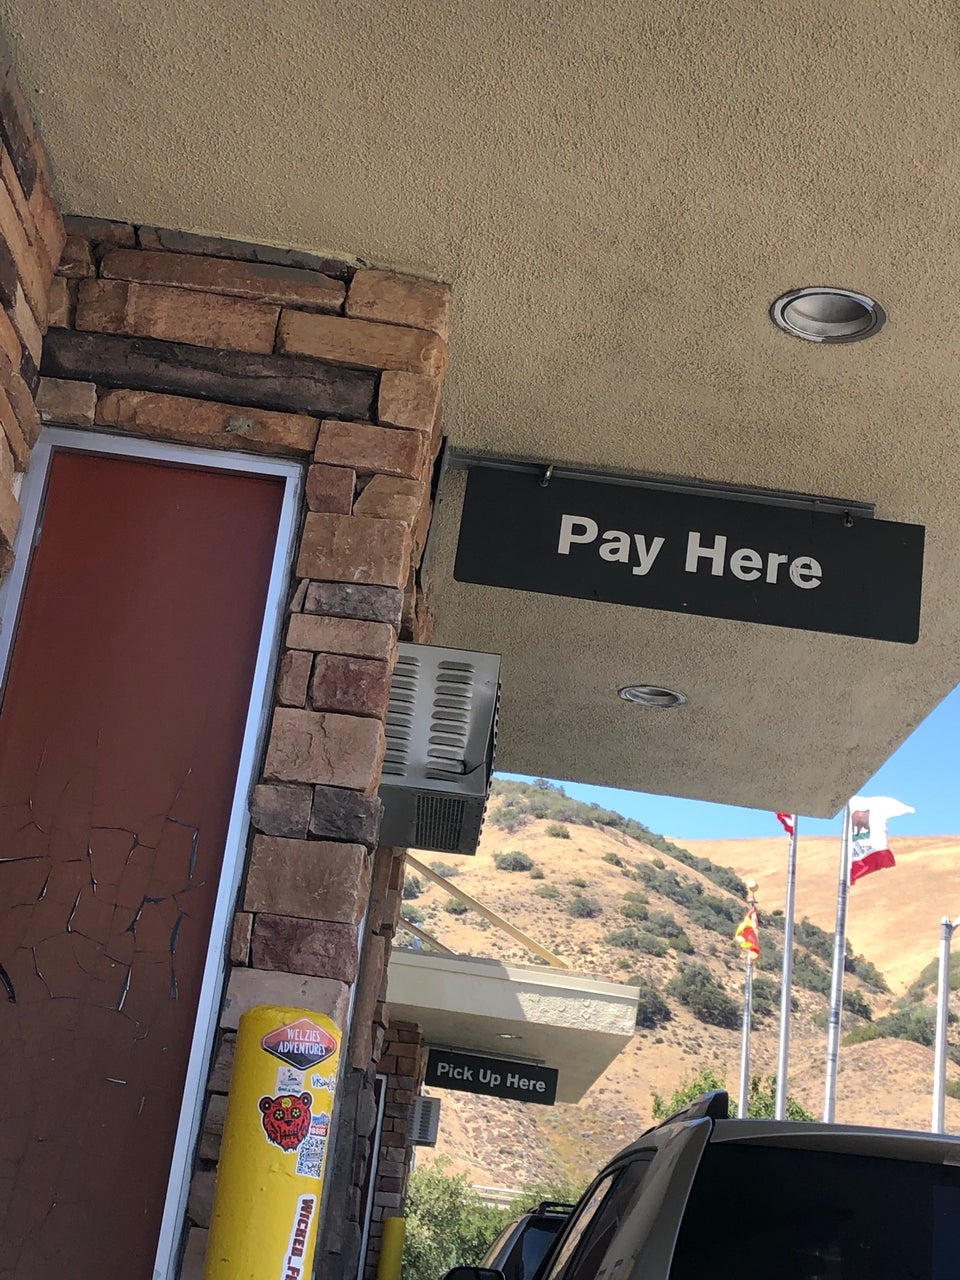 Pay Here
Pick Up Here
WELZIES
ADVENTURES